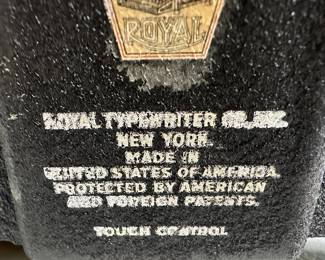 ROYAL
ROYAL TYPEWRITER CO., INC.
NEW YORK.
MADE IN
UNITED STATES OF AMERICA.
PROTECTED BY AMERICAN
AND FOREIGN PATENTS.
TOUCH CONTROL